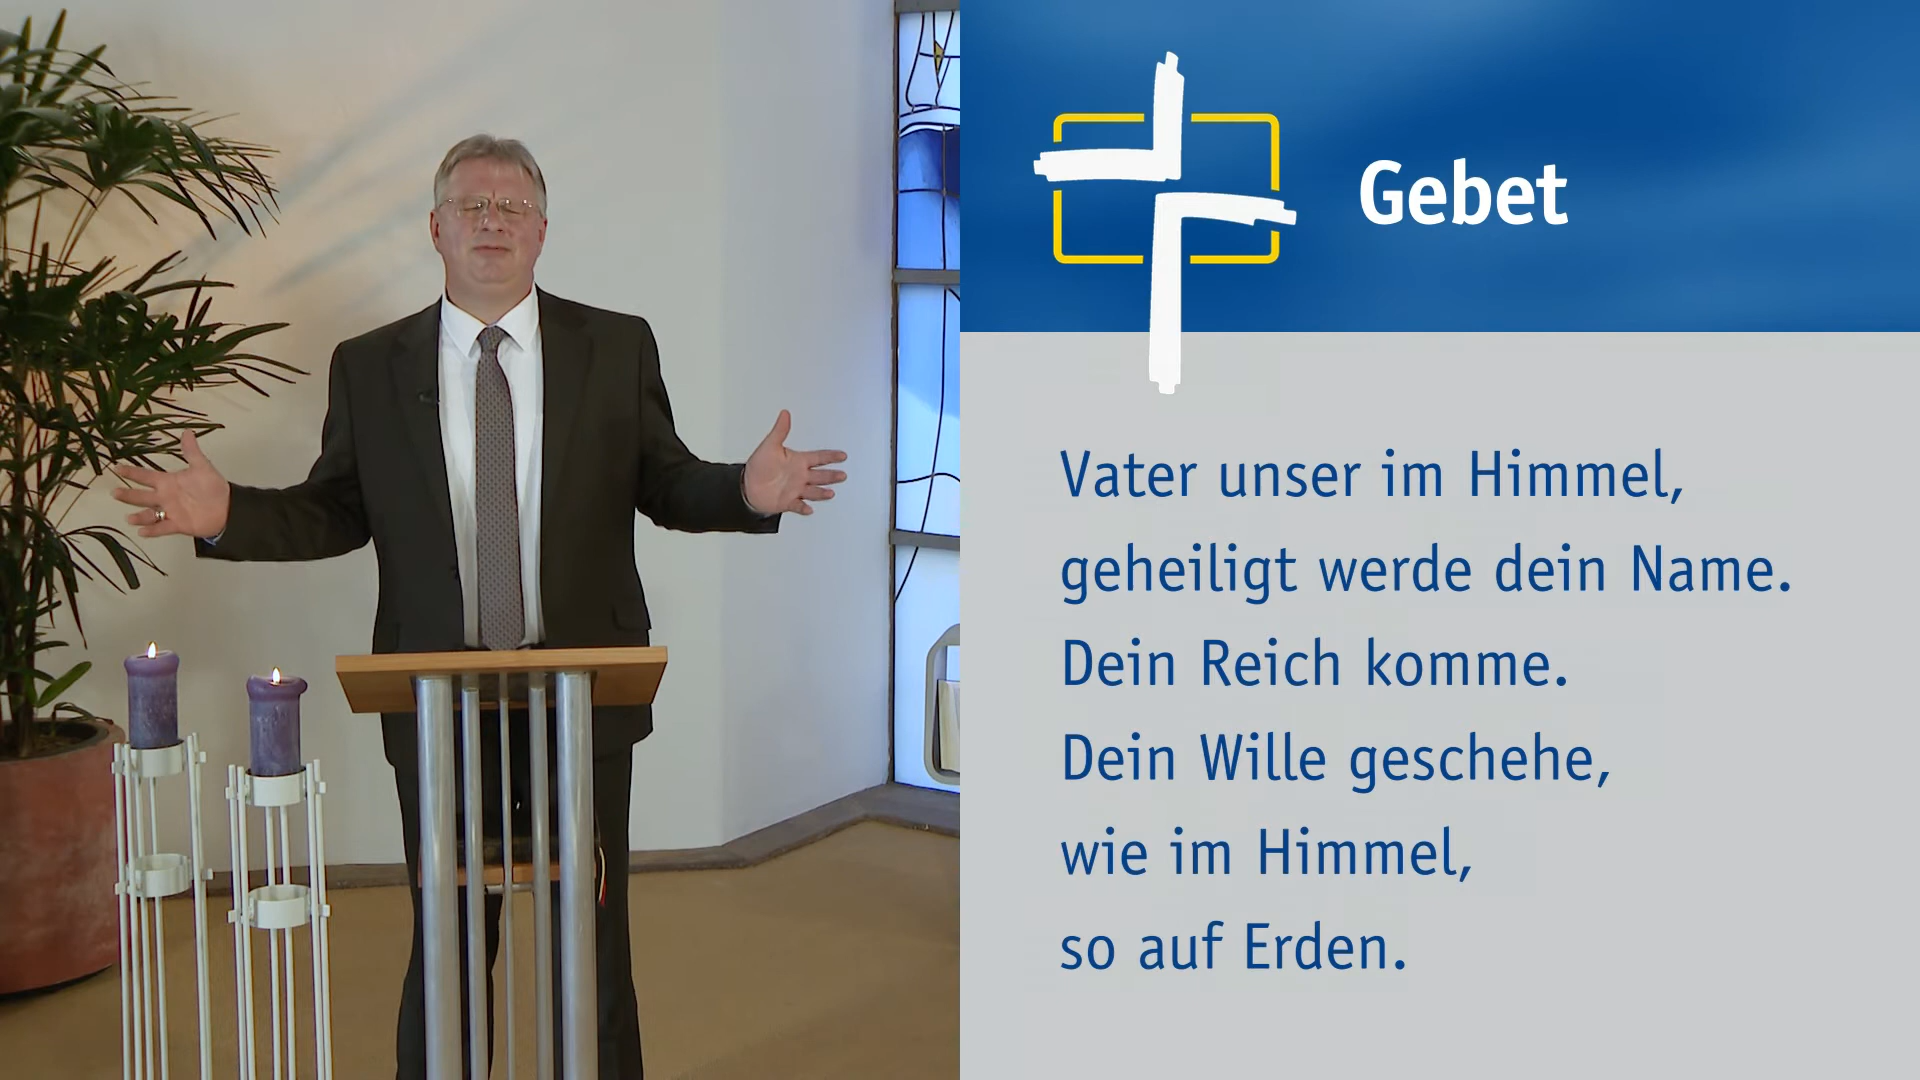 Gebet
Vater unser im Himmel,
geheiligt werde dein Name.
Dein Reich komme.
Dein Wille geschehe,
wie im Himmel,
so auf Erden.